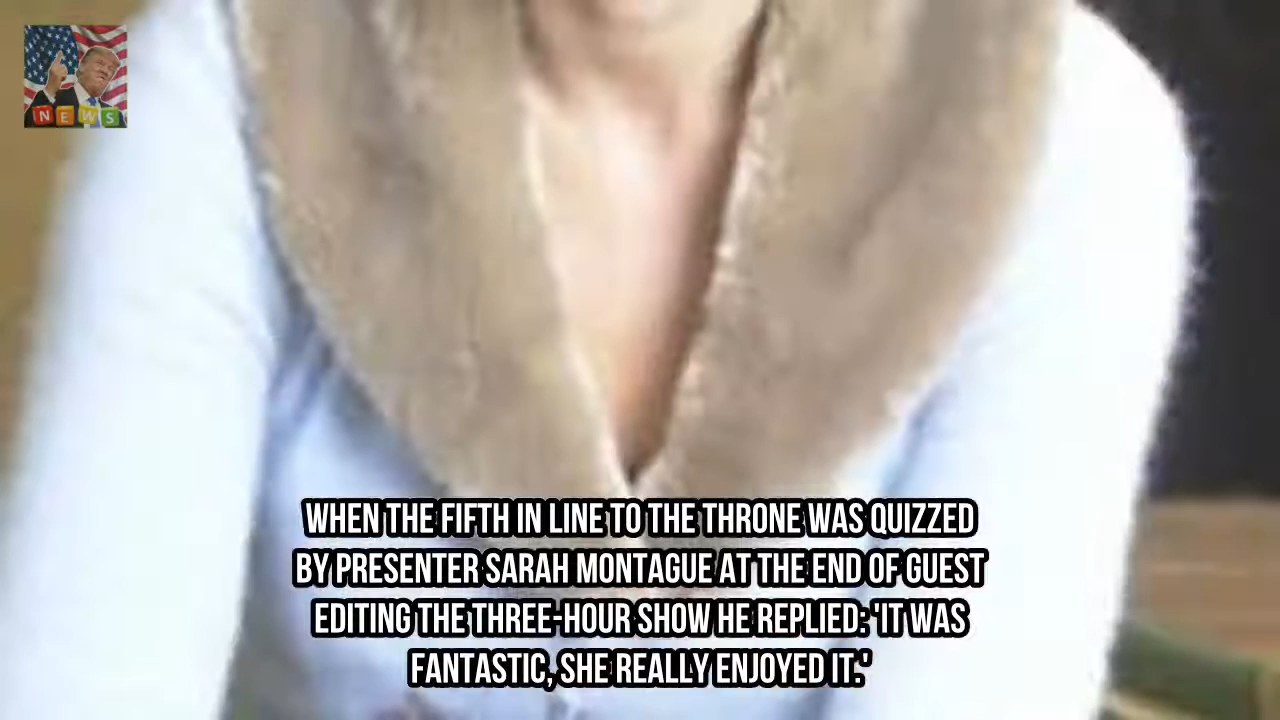 NEWS
WHEN THE FIFTH IN LINE TO THE THRONE WAS QUIZZED
BY PRESENTER SARAH MONTAGUE AT THE END OF GUEST
EDITING THE THREE-HOUR SHOW HE REPLIED: 'IT WAS
FANTASTIC, SHE REALLY ENJOYED IT.'